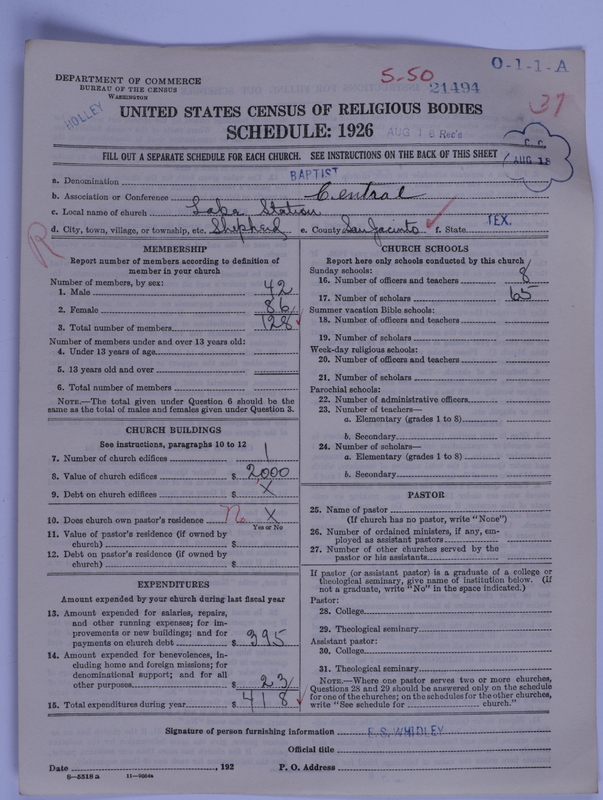 DEPARTMENT OF COMMERCE
BUREAU OF THE CENSUS
WASHINGTON
HOLLEY
5-50
21494
0-1-1-A
37
UNITED STATES CENSUS OF RELIGIOUS BODIES
SCHEDULE: 1926
AUG 18 Rec'd
C. C.
AUG 18
FILL OUT A SEPARATE SCHEDULE FOR EACH CHURCH. SEE INSTRUCTIONS ON THE BACK OF THIS SHEET
a. Denomination BAPTIST
b. Association or Conference Central
c. Local name of church Station
d. City, town, village, or township, etc. Shepherd e. County San Jacinto f. State TEX.
R
MEMBERSHIP
Report number of members according to definition of
member in your church
Number of members, by sex:
1. Male 42
2. Female 86
3. Total number of members 128
Number of members under and over 13 years old:
4. Under 13 years of age
5. 13 years old and over
6. Total number of members
NOTE.—The total given under Question 6 should be the
same as the total of males and females given under Question 3.
CHURCH BUILDINGS
See instructions, paragraphs 10 to 12
7. Number of church edifices 1
8. Value of church edifices $ 2000
9. Debt on church edifices $ X
10. Does church own pastor's residence No X
Yes or No
11. Value of pastor's residence (if owned by
church) $
12. Debt on pastor's residence (if owned by
church) $
EXPENDITURES
Amount expended by your church during last fiscal year
13. Amount expended for salaries, repairs,
and other running expenses; for im-
provements or new buildings; and for
payments on church debt $ 395
14. Amount expended for benevolences, in-
cluding home and foreign missions; for
denominational support; and for all
other purposes $ 23
15. Total expenditures during year $ 418
CHURCH SCHOOLS
Report here only schools conducted by this church
Sunday schools:
16. Number of officers and teachers 8
17. Number of scholars 65
Summer vacation Bible schools:
18. Number of officers and teachers
19. Number of scholars
Week-day religious schools:
20. Number of officers and teachers
21. Number of scholars
Parochial schools:
22. Number of administrative officers
23. Number of teachers—
a. Elementary (grades 1 to 8)
b. Secondary
24. Number of scholars—
a. Elementary (grades 1 to 8)
b. Secondary
PASTOR
25. Name of pastor
(If church has no pastor, write "None")
26. Number of ordained ministers, if any, em-
ployed as assistant pastors
27. Number of other churches served by the
pastor or his assistants
If pastor (or assistant pastor) is a graduate of a college or
theological seminary, give name of institution below. (If
not a graduate, write "No" in the space indicated.)
Pastor:
28. College
29. Theological seminary
Assistant pastor:
30. College
31. Theological seminary
NOTE.—Where one pastor serves two or more churches,
Questions 28 and 29 should be answered only on the schedule
for one of the churches; on the schedules for the other churches,
write "See schedule for church."
Signature of person furnishing information E.S. WHIDLEY
Official title
Date , 192 P. O. Address
8-5518 a